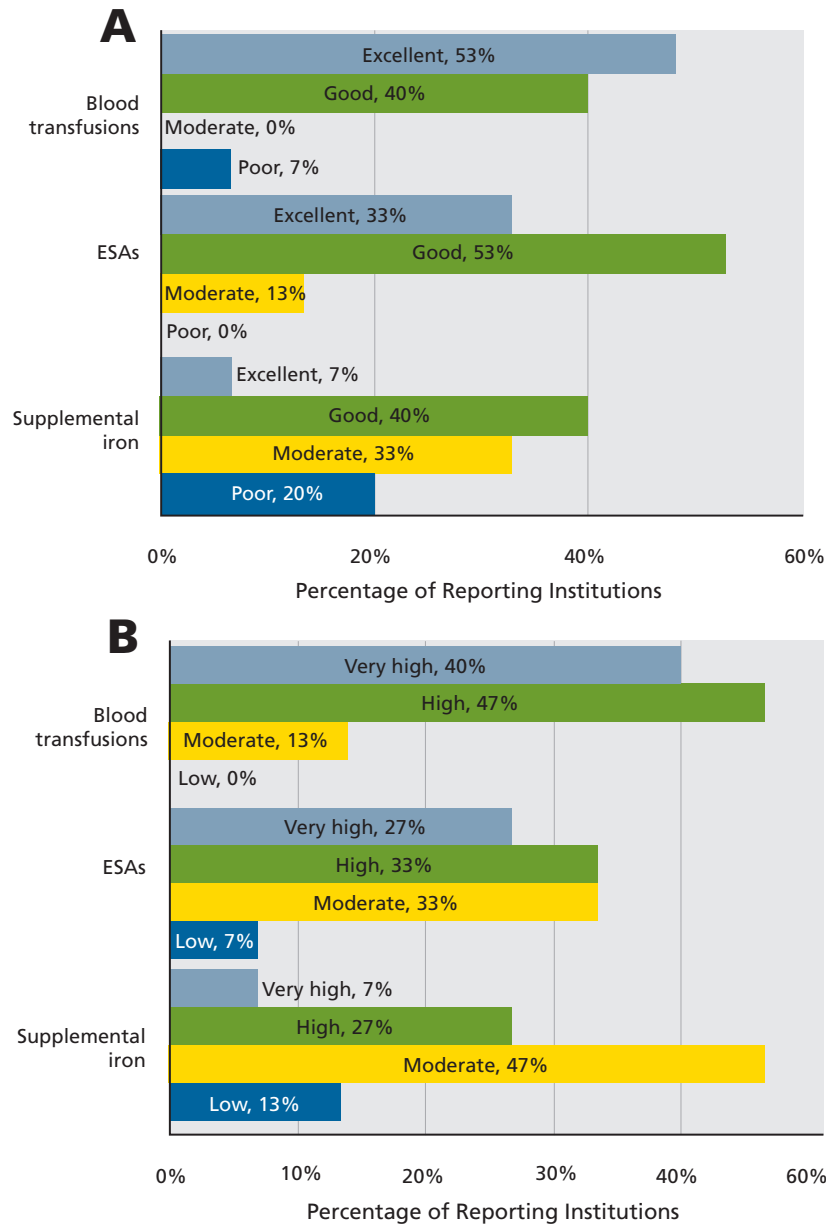 A
Blood
transfusions
Excellent, 53%
Good, 40%
Moderate, 0%
Poor, 7%
ESAs
Excellent, 33%
Good, 53%
Moderate, 13%
Poor, 0%
Supplemental
iron
Excellent, 7%
Good, 40%
Moderate, 33%
Poor, 20%
0% 20% 40% 60%
Percentage of Reporting Institutions
B
Blood
transfusions
Very high, 40%
High, 47%
Moderate, 13%
Low, 0%
ESAs
Very high, 27%
High, 33%
Moderate, 33%
Low, 7%
Supplemental
iron
Very high, 7%
High, 27%
Moderate, 47%
Low, 13%
0% 10% 20% 30% 40% 60%
Percentage of Reporting Institutions